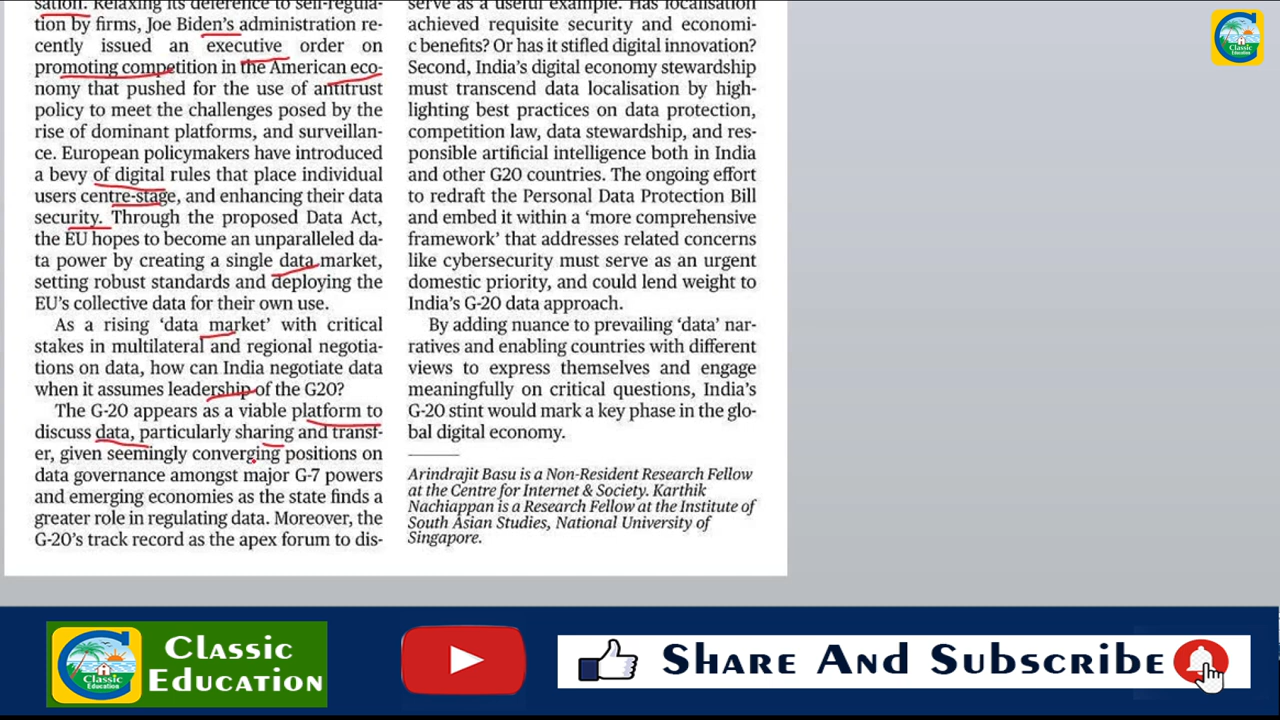 sation. Relaxing its deference to self-regula-
tion by firms, Joe Biden's administration re-
cently issued an executive order on
promoting competition in the American eco-
nomy that pushed for the use of antitrust
policy to meet the challenges posed by the
rise of dominant platforms, and surveillan-
ce. European policymakers have introduced
a bevy of digital rules that place individual
users centre-stage, and enhancing their data
security. Through the proposed Data Act,
the EU hopes to become an unparalleled da-
ta power by creating a single data market,
setting robust standards and deploying the
EU's collective data for their own use.
As a rising 'data market' with critical
stakes in multilateral and regional negotia-
tions on data, how can India negotiate data
when it assumes leadership of the G20?
The G-20 appears as a viable platform to
discuss data, particularly sharing and transf-
er, given seemingly converging positions on
data governance amongst major G-7 powers
and emerging economies as the state finds a
greater role in regulating data. Moreover, the
G-20's track record as the apex forum to dis-
serve as a useful example. Has localisation
achieved requisite security and economi-
c benefits? Or has it stifled digital innovation?
Second, India's digital economy stewardship
must transcend data localisation by high-
lighting best practices on data protection,
competition law, data stewardship, and res-
ponsible artificial intelligence both in India
and other G20 countries. The ongoing effort
to redraft the Personal Data Protection Bill
and embed it within a 'more comprehensive
framework' that addresses related concerns
like cybersecurity must serve as an urgent
domestic priority, and could lend weight to
India's G-20 data approach.
By adding nuance to prevailing 'data' nar-
ratives and enabling countries with different
views to express themselves and engage
meaningfully on critical questions, India's
G-20 stint would mark a key phase in the glo-
bal digital economy.
Arindrajit Basu is a Non-Resident Research Fellow
at the Centre for Internet & Society. Karthik
Nachiappan is a Research Fellow at the Institute of
South Asian Studies, National University of
Singapore.
Classic
Education
Classic
Education
Classic
Education
Share And Subscribe